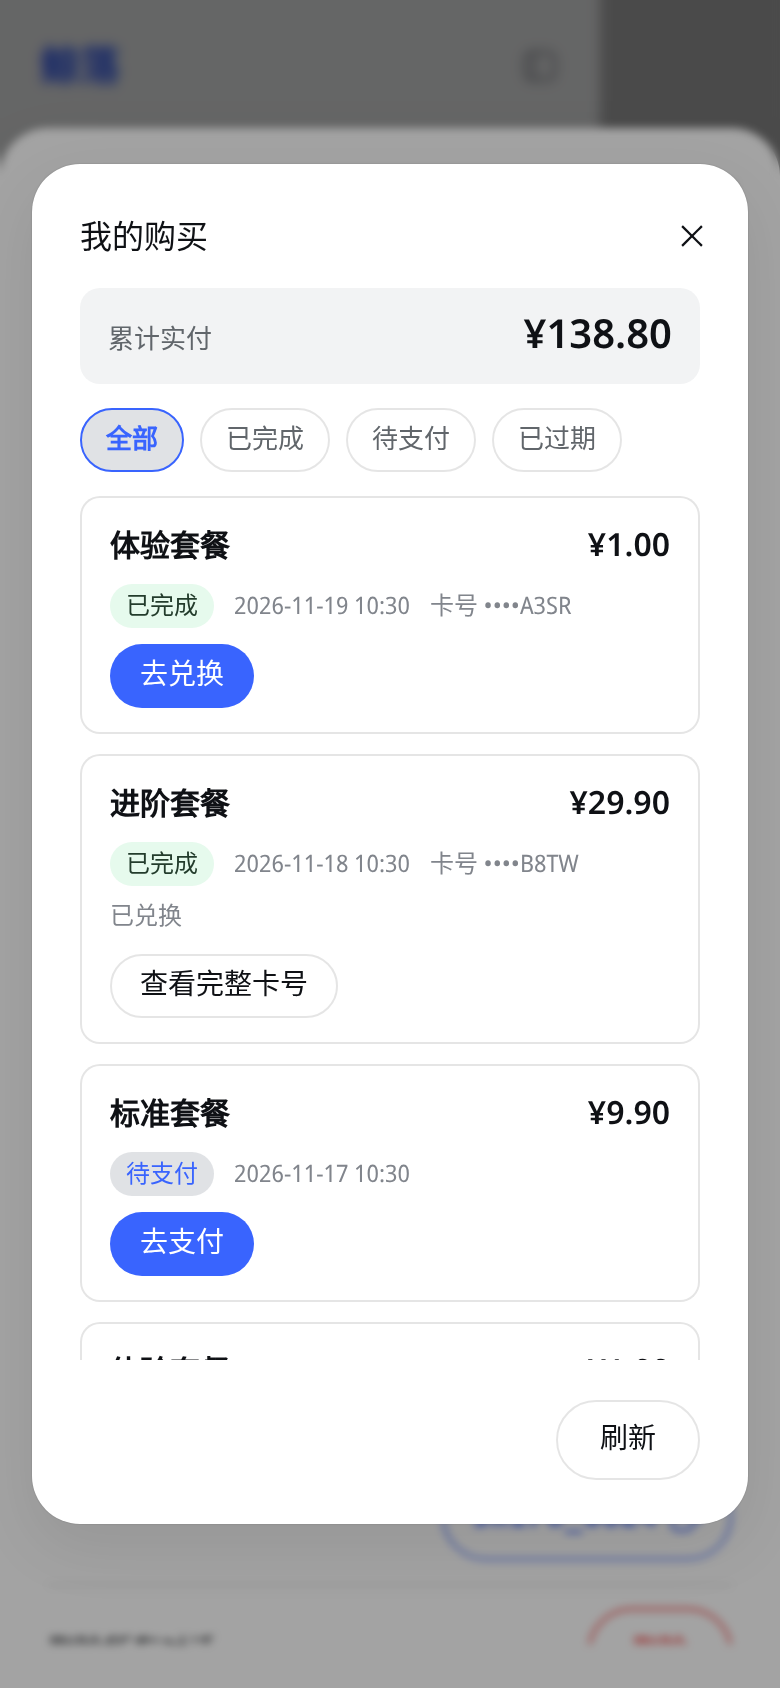 我的购买
累计实付 ¥138.80
全部 已完成 待支付 已过期
体验套餐 ¥1.00
已完成 2026-11-19 10:30 卡号 ••••A3SR
去兑换
进阶套餐 ¥29.90
已完成 2026-11-18 10:30 卡号 ••••B8TW
已兑换
查看完整卡号
标准套餐 ¥9.90
待支付 2026-11-17 10:30
去支付
刷新